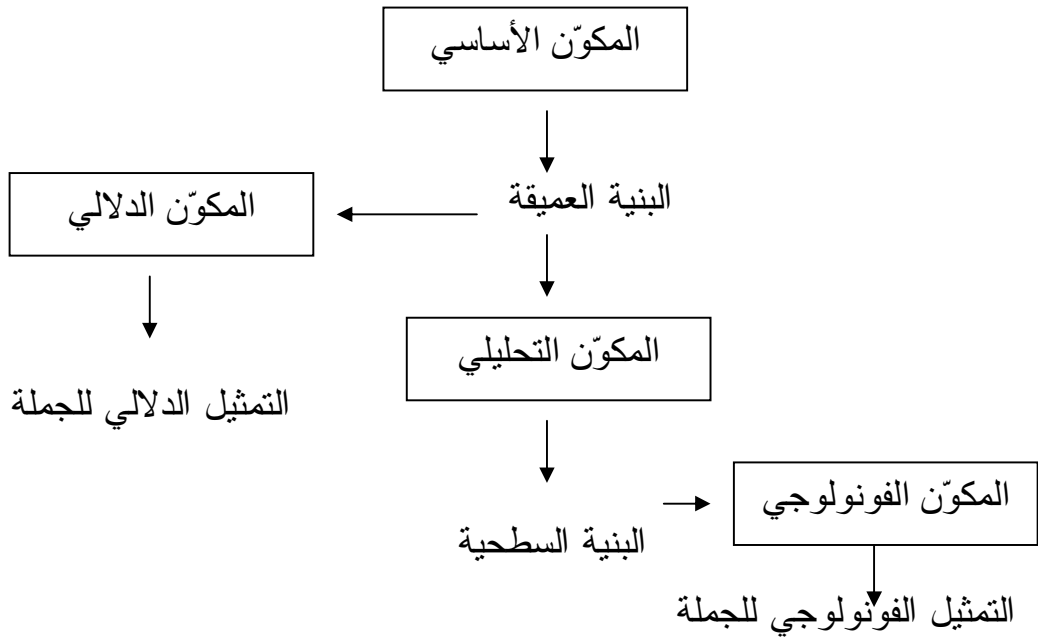 المكوّن الأساسي
البنية العميقة
المكوّن الدلالي
المكوّن التحليلي
التمثيل الدلالي للجملة
المكوّن الفونولوجي
البنية السطحية
التمثيل الفونولوجي للجملة